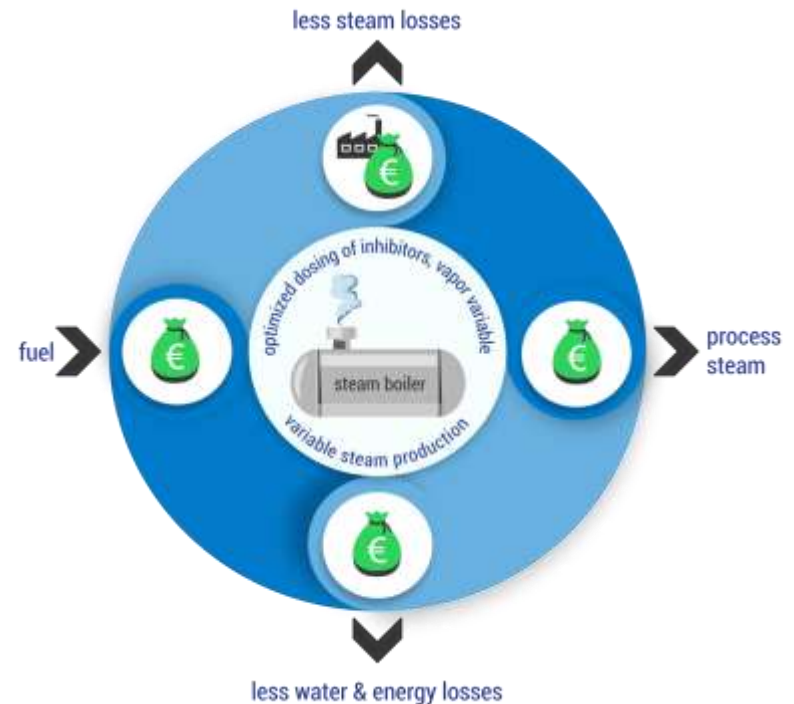 less steam losses
optimized dosing of inhibitors, vapor variable
fuel
€
€
€
steam boiler
process
steam
variable steam production
€
less water & energy losses